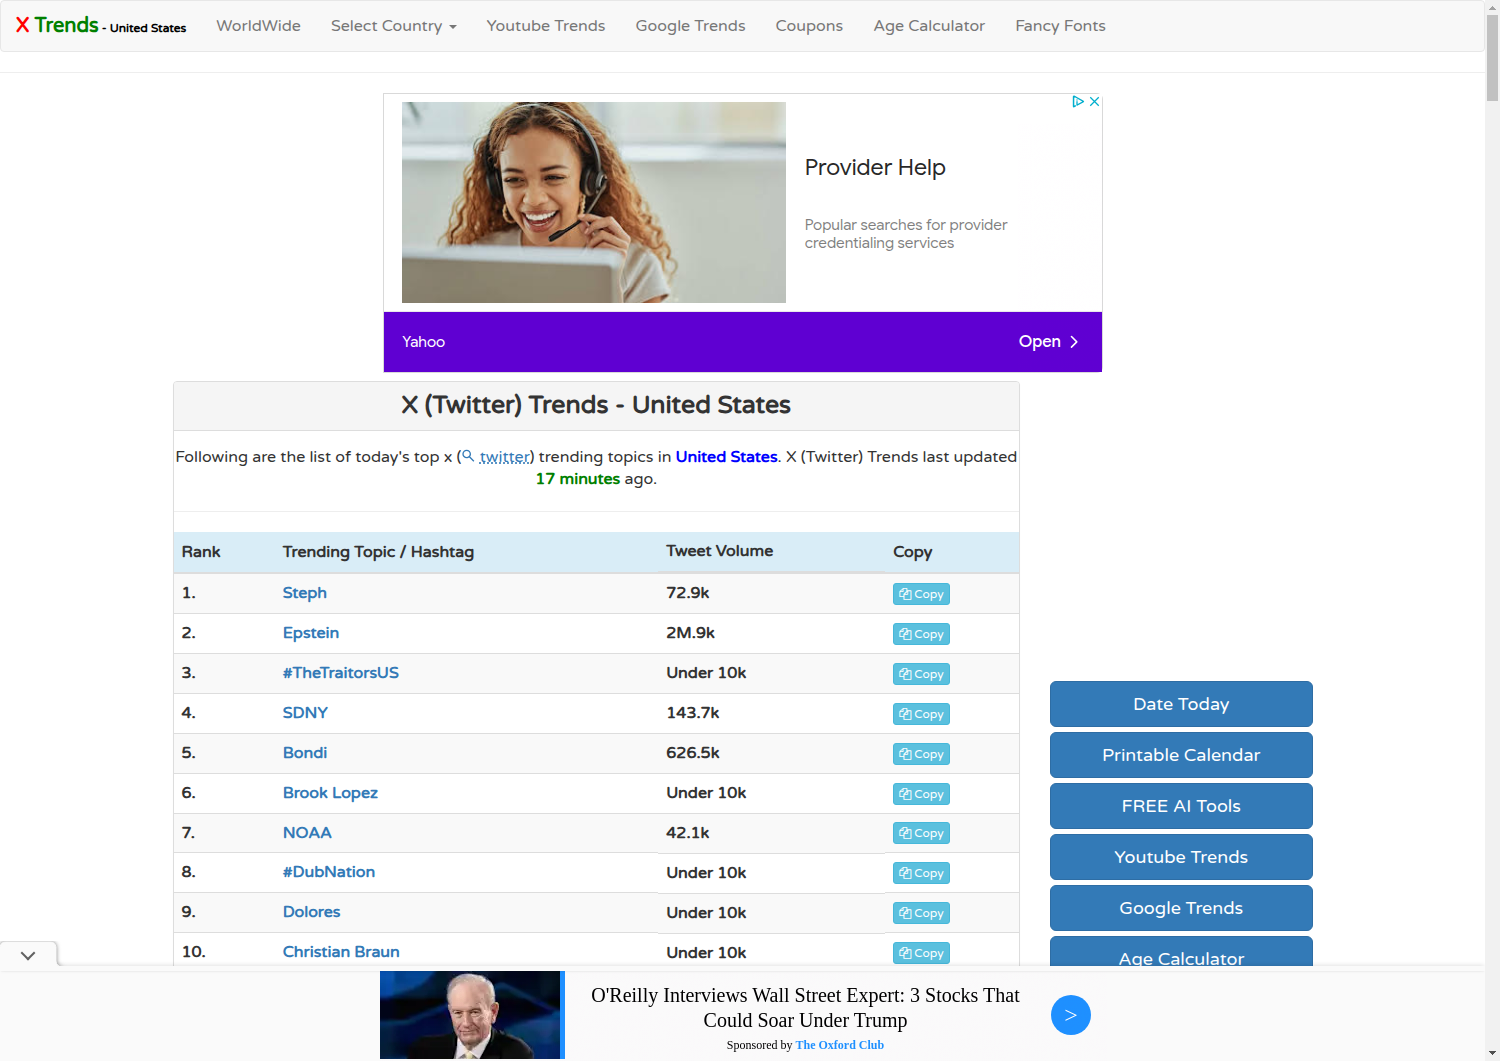 X Trends - United States
WorldWide
Select Country
Youtube Trends
Google Trends
Coupons
Age Calculator
Fancy Fonts
Provider Help
Popular searches for provider
credentialing services
Yahoo
Open
X (Twitter) Trends - United States
Following are the list of today's top x (twitter) trending topics in United States. X (Twitter) Trends last updated
17 minutes ago.
Rank Trending Topic / Hashtag Tweet Volume Copy
1. Steph 72.9k Copy
2. Epstein 2M.9k Copy
3. #TheTraitorsUS Under 10k Copy
4. SDNY 143.7k Copy
5. Bondi 626.5k Copy
6. Brook Lopez Under 10k Copy
7. NOAA 42.1k Copy
8. #DubNation Under 10k Copy
9. Dolores Under 10k Copy
10. Christian Braun Under 10k Copy
Date Today
Printable Calendar
FREE AI Tools
Youtube Trends
Google Trends
Age Calculator
O'Reilly Interviews Wall Street Expert: 3 Stocks That
Could Soar Under Trump
Sponsored by The Oxford Club